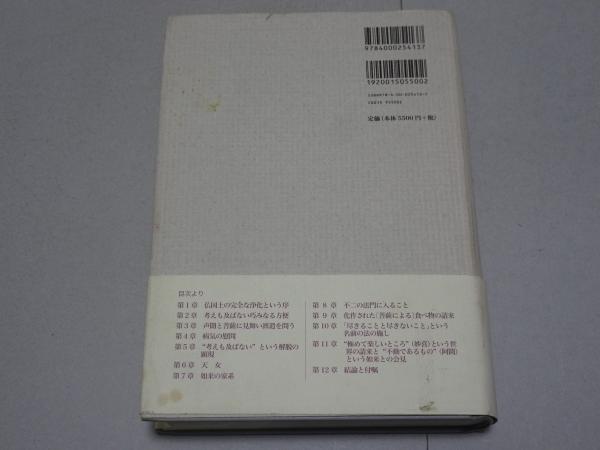 9784000254137
1920015055002
ISBN978-4-00-025413-7
C0015 ¥5500E
定価(本体5500円+税)
目次より
第1章 仏国土の完全な浄化という序
第2章 考えも及ばない巧みなる方便
第3章 声聞と菩薩に見舞い派遣を問う
第4章 病気の慰問
第5章 “考えも及ばない”という解脱の
顕現
第6章 天女
第7章 如来の家系
第8章 不二の法門に入ること
第9章 化作された[菩薩による]食べ物の請来
第10章 「尽きることと尽きないこと」という
名前の法の施し
第11章 “極めて楽しいところ”(妙喜)という世
界の請来と“不動であるもの”(阿閦)
という如来との会見
第12章 結論と付嘱